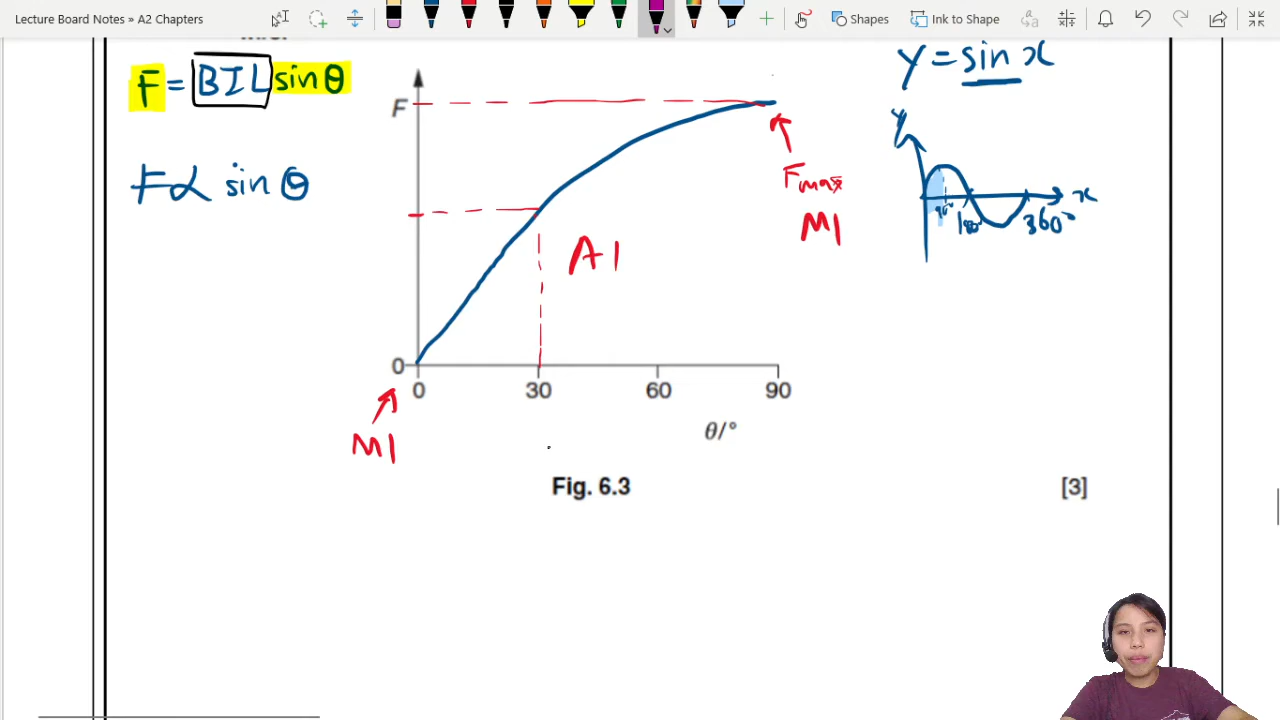 Lecture Board Notes » A2 Chapters
Shapes
Ink to Shape
F = BIL sin θ
F ∝ sin θ
F
0
0
30
60
90
θ/°
Fmax
M1
A1
M1
Fig. 6.3
[3]
y = sin x
y
x
90°
180°
360°